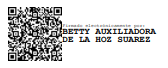 Firmado electrónicamente por:
BETTY AUXILIADORA
DE LA HOZ SUAREZ